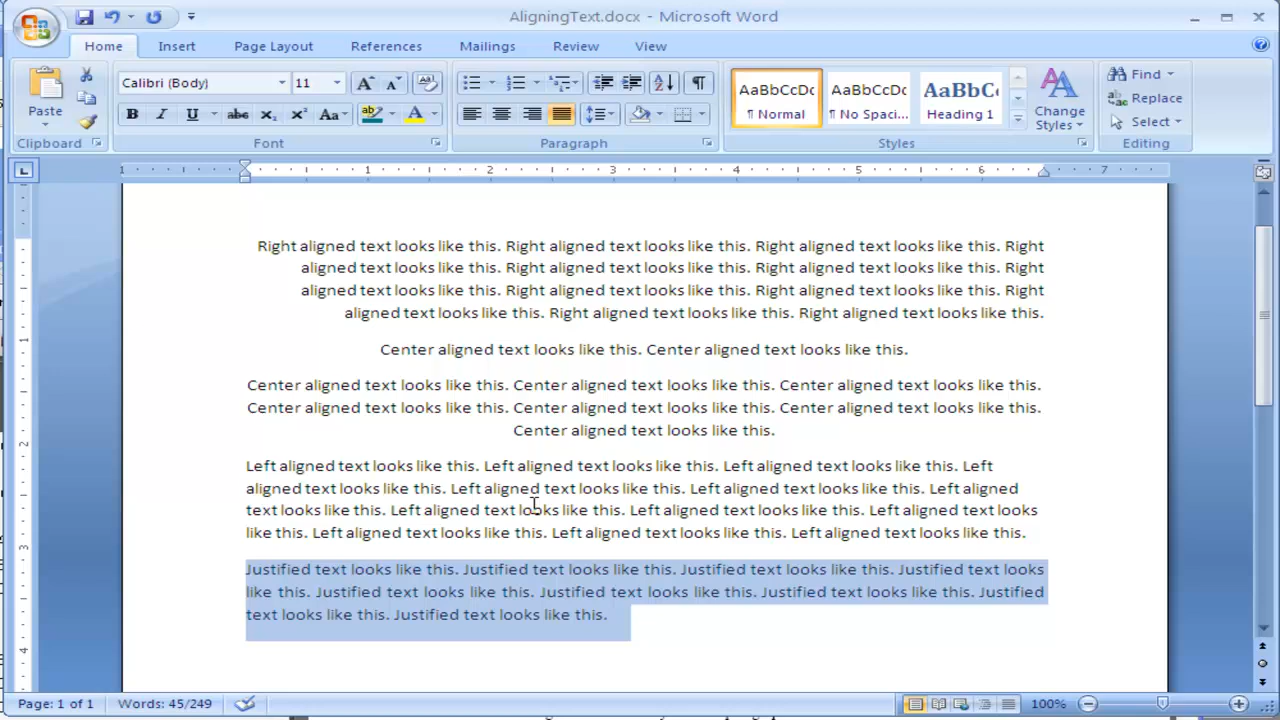 AligningText.docx - Microsoft Word
Home Insert Page Layout References Mailings Review View
Calibri (Body) 11
AaBbCcDc AaBbCcDc AaBbC
Paste
B I U abc x₂ x² Aa
¶ Normal ¶ No Spaci... Heading 1
Change Styles
Find
Replace
Select
Clipboard Font Paragraph Styles Editing
1 1 2 3 4 5 6 7
Right aligned text looks like this. Right aligned text looks like this. Right aligned text looks like this. Right
aligned text looks like this. Right aligned text looks like this. Right aligned text looks like this. Right
aligned text looks like this. Right aligned text looks like this. Right aligned text looks like this. Right
aligned text looks like this. Right aligned text looks like this. Right aligned text looks like this.
Center aligned text looks like this. Center aligned text looks like this.
Center aligned text looks like this. Center aligned text looks like this. Center aligned text looks like this.
Center aligned text looks like this. Center aligned text looks like this. Center aligned text looks like this.
Center aligned text looks like this.
Left aligned text looks like this. Left aligned text looks like this. Left aligned text looks like this. Left
aligned text looks like this. Left aligned text looks like this. Left aligned text looks like this. Left aligned
text looks like this. Left aligned text looks like this. Left aligned text looks like this. Left aligned text looks
like this. Left aligned text looks like this. Left aligned text looks like this. Left aligned text looks like this.
Justified text looks like this. Justified text looks like this. Justified text looks like this. Justified text looks
like this. Justified text looks like this. Justified text looks like this. Justified text looks like this. Justified
text looks like this. Justified text looks like this.
Page: 1 of 1 Words: 45/249 100%